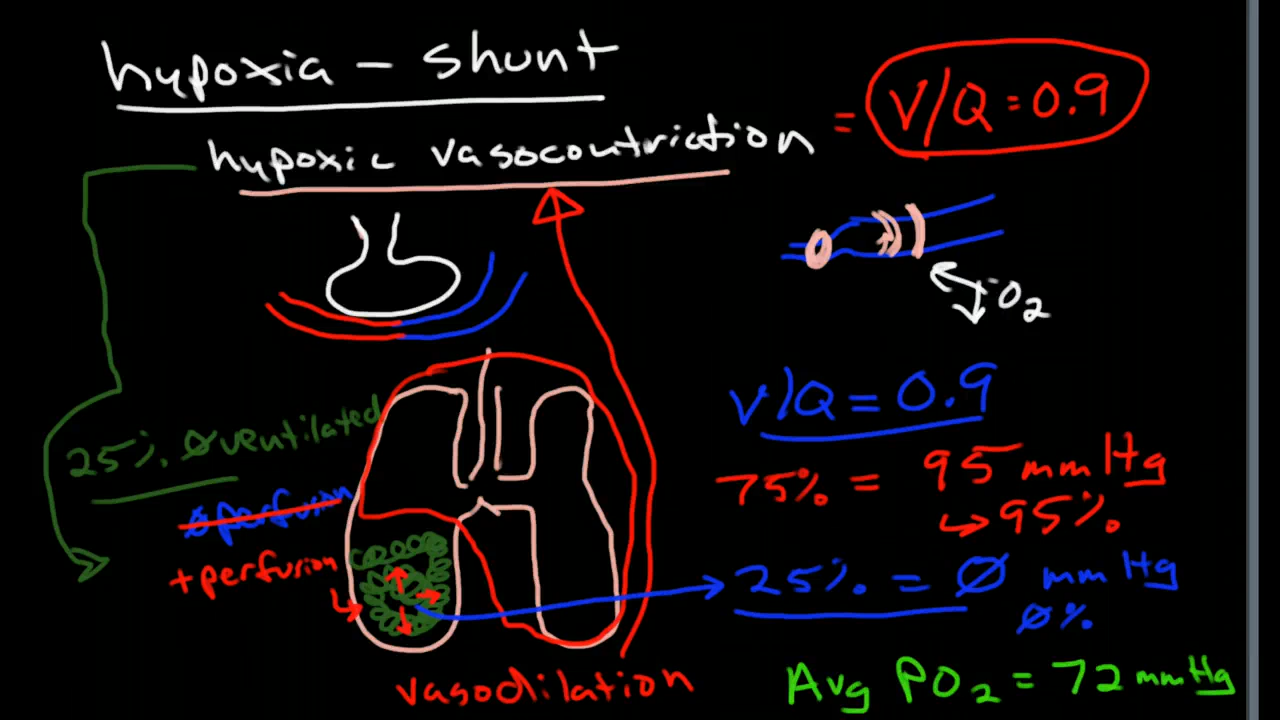 hypoxia - shunt
= V/Q = 0.9
hypoxic vasocontriction
O2
V/Q = 0.9
25% Øventilated
75% = 95 mmHg
↳ 95%
Ø perfusion
+perfusion
25% = Ø mmHg
Ø%
vasodilation
Avg PO2 = 72 mmHg